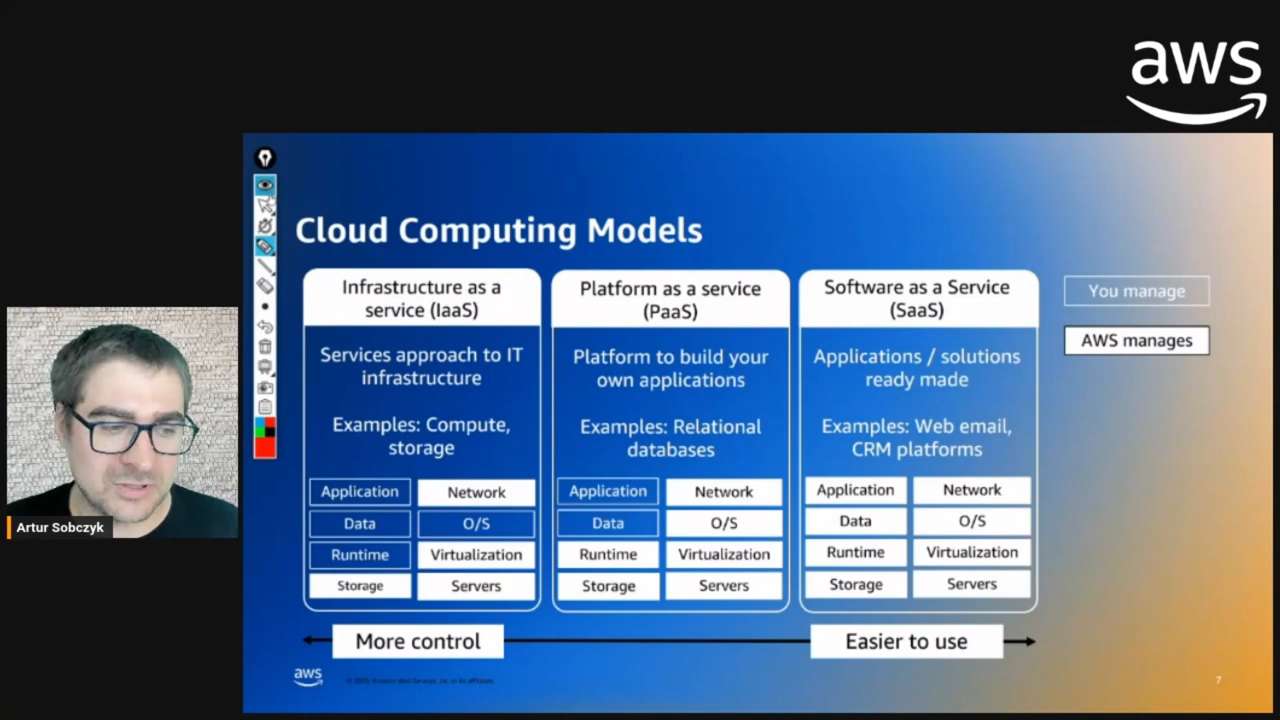 aws
Cloud Computing Models
Infrastructure as a
service (IaaS)
Services approach to IT
infrastructure
Examples: Compute,
storage
Application
Network
Data
O/S
Runtime
Virtualization
Storage
Servers
Platform as a service
(PaaS)
Platform to build your
own applications
Examples: Relational
databases
Application
Network
Data
O/S
Runtime
Virtualization
Storage
Servers
Software as a Service
(SaaS)
Applications / solutions
ready made
Examples: Web email,
CRM platforms
Application
Network
Data
O/S
Runtime
Virtualization
Storage
Servers
You manage
AWS manages
More control
Easier to use
aws
7
Artur Sobczyk